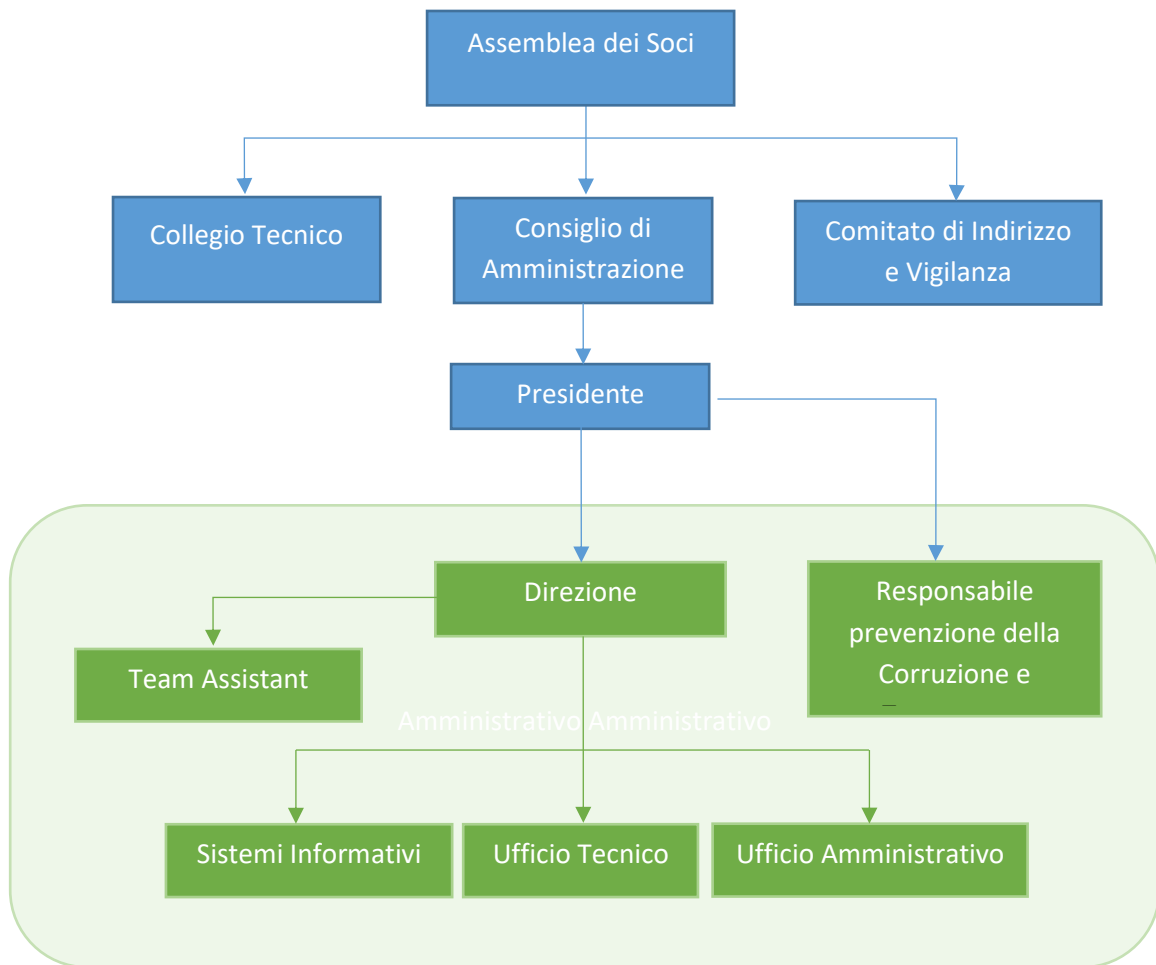 Assemblea dei Soci
Collegio Tecnico
Consiglio di
Amministrazione
Comitato di Indirizzo
e Vigilanza
Presidente
Direzione
Responsabile
prevenzione della
Corruzione e
Team Assistant
Amministrativo Amministrativo
Sistemi Informativi
Ufficio Tecnico
Ufficio Amministrativo